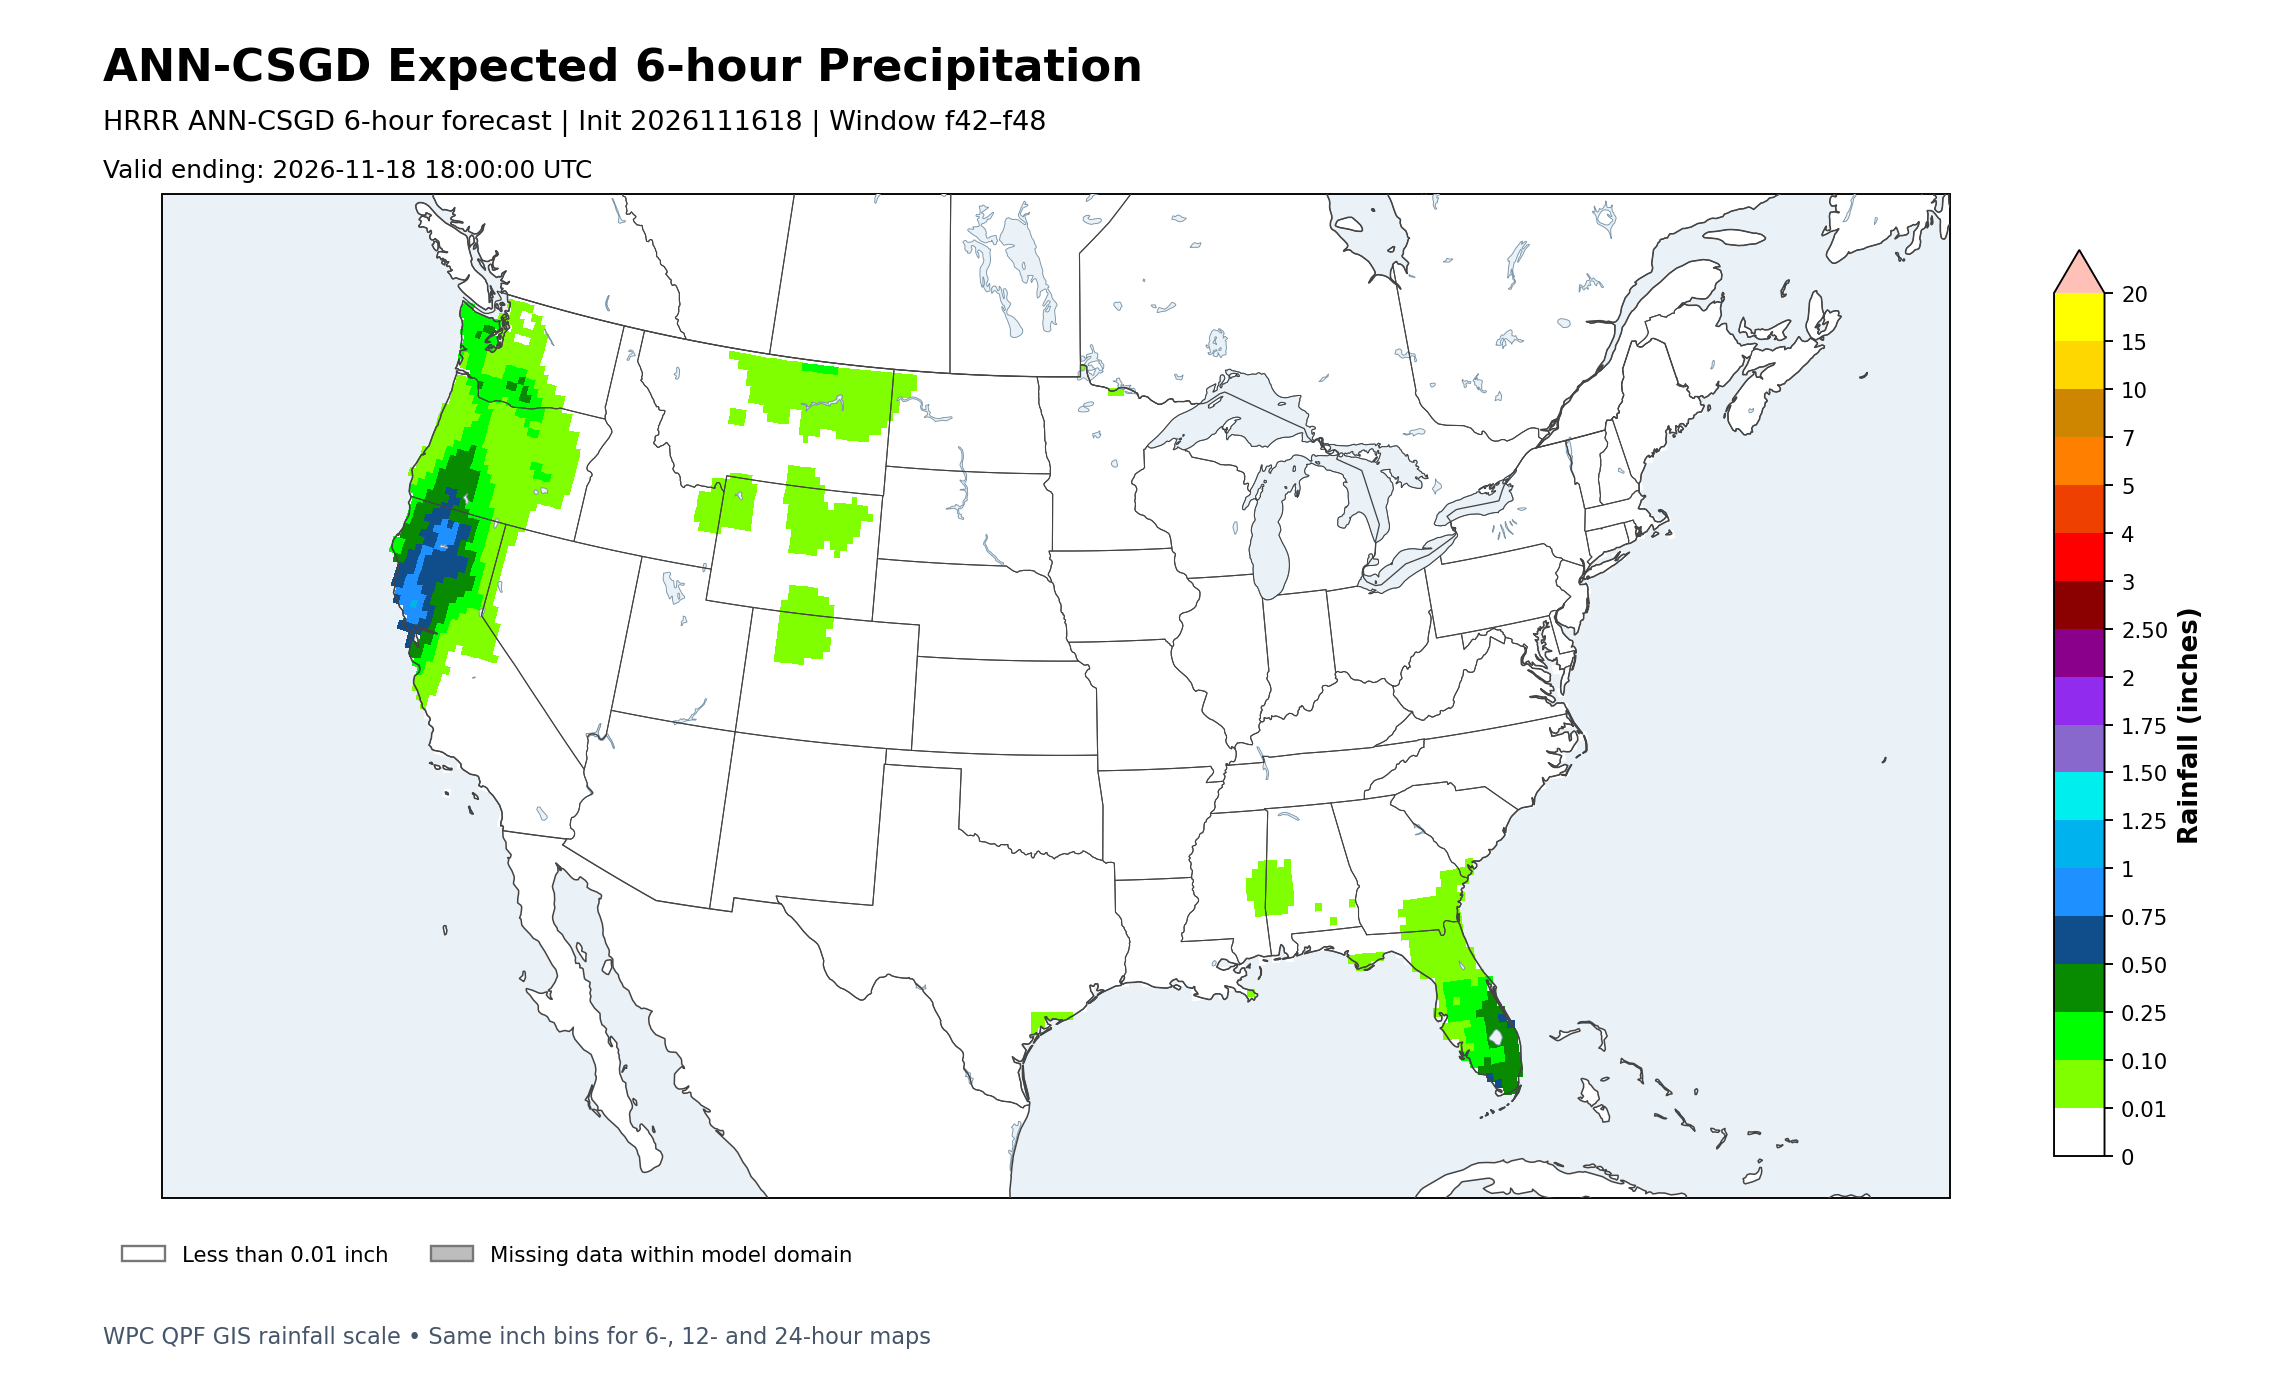 ANN-CSGD Expected 6-hour Precipitation
HRRR ANN-CSGD 6-hour forecast | Init 2026111618 | Window f42–f48
Valid ending: 2026-11-18 18:00:00 UTC
20
15
10
7
5
4
3
2.50
2
1.75
1.50
1.25
1
0.75
0.50
0.25
0.10
0.01
0
Rainfall (inches)
Less than 0.01 inch
Missing data within model domain
WPC QPF GIS rainfall scale • Same inch bins for 6-, 12- and 24-hour maps